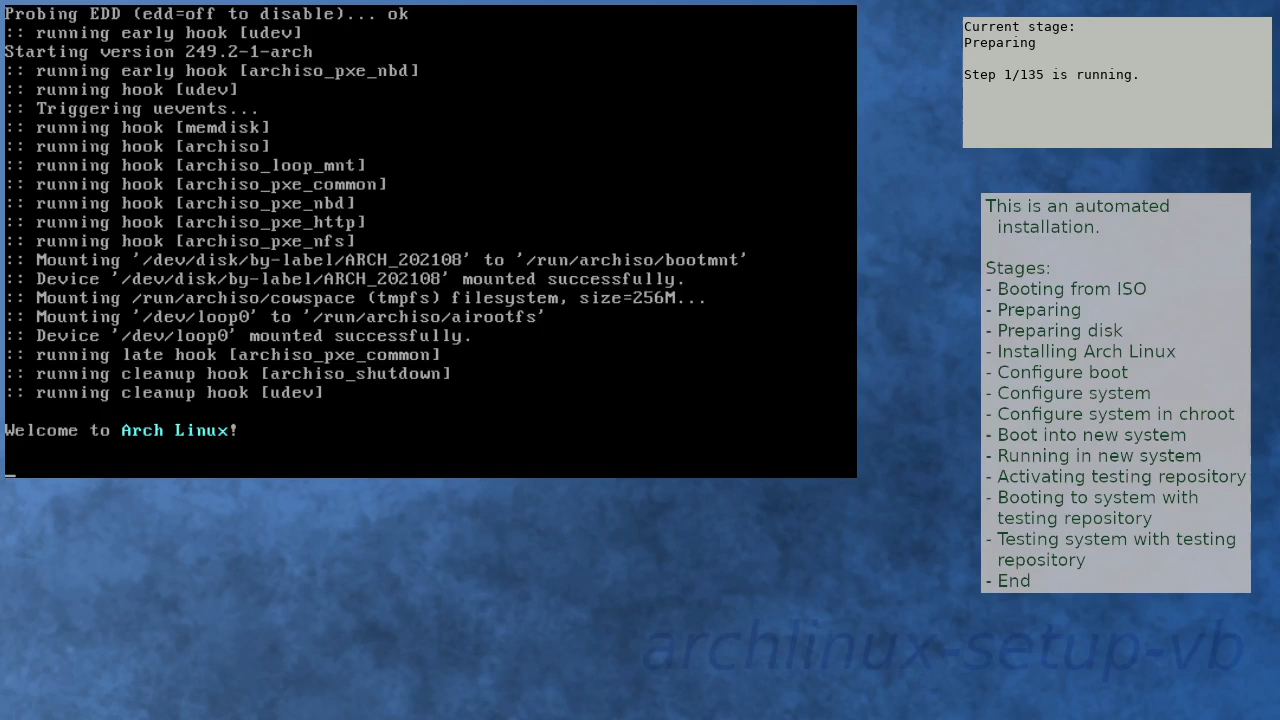 Probing EDD (edd=off to disable)... ok
:: running early hook [udev]
Starting version 249.2-1-arch
:: running early hook [archiso_pxe_nbd]
:: running hook [udev]
:: Triggering uevents...
:: running hook [memdisk]
:: running hook [archiso]
:: running hook [archiso_loop_mnt]
:: running hook [archiso_pxe_common]
:: running hook [archiso_pxe_nbd]
:: running hook [archiso_pxe_http]
:: running hook [archiso_pxe_nfs]
:: Mounting '/dev/disk/by-label/ARCH_202108' to '/run/archiso/bootmnt'
:: Device '/dev/disk/by-label/ARCH_202108' mounted successfully.
:: Mounting /run/archiso/cowspace (tmpfs) filesystem, size=256M...
:: Mounting '/dev/loop0' to '/run/archiso/airootfs'
:: Device '/dev/loop0' mounted successfully.
:: running late hook [archiso_pxe_common]
:: running cleanup hook [archiso_shutdown]
:: running cleanup hook [udev]
Welcome to Arch Linux!
Current stage:
Preparing
Step 1/135 is running.
This is an automated
installation.
Stages:
- Booting from ISO
- Preparing
- Preparing disk
- Installing Arch Linux
- Configure boot
- Configure system
- Configure system in chroot
- Boot into new system
- Running in new system
- Activating testing repository
- Booting to system with
testing repository
- Testing system with testing
repository
- End
archlinux-setup-vb